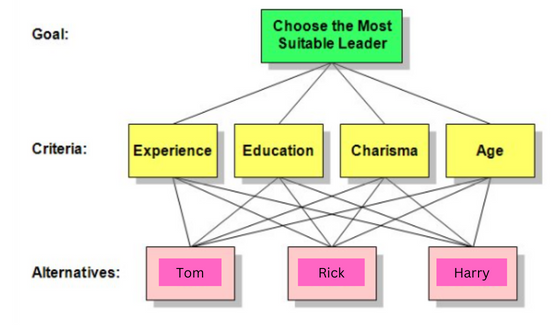 Goal:
Choose the Most
Suitable Leader
Criteria:
Experience
Education
Charisma
Age
Alternatives:
Tom
Rick
Harry